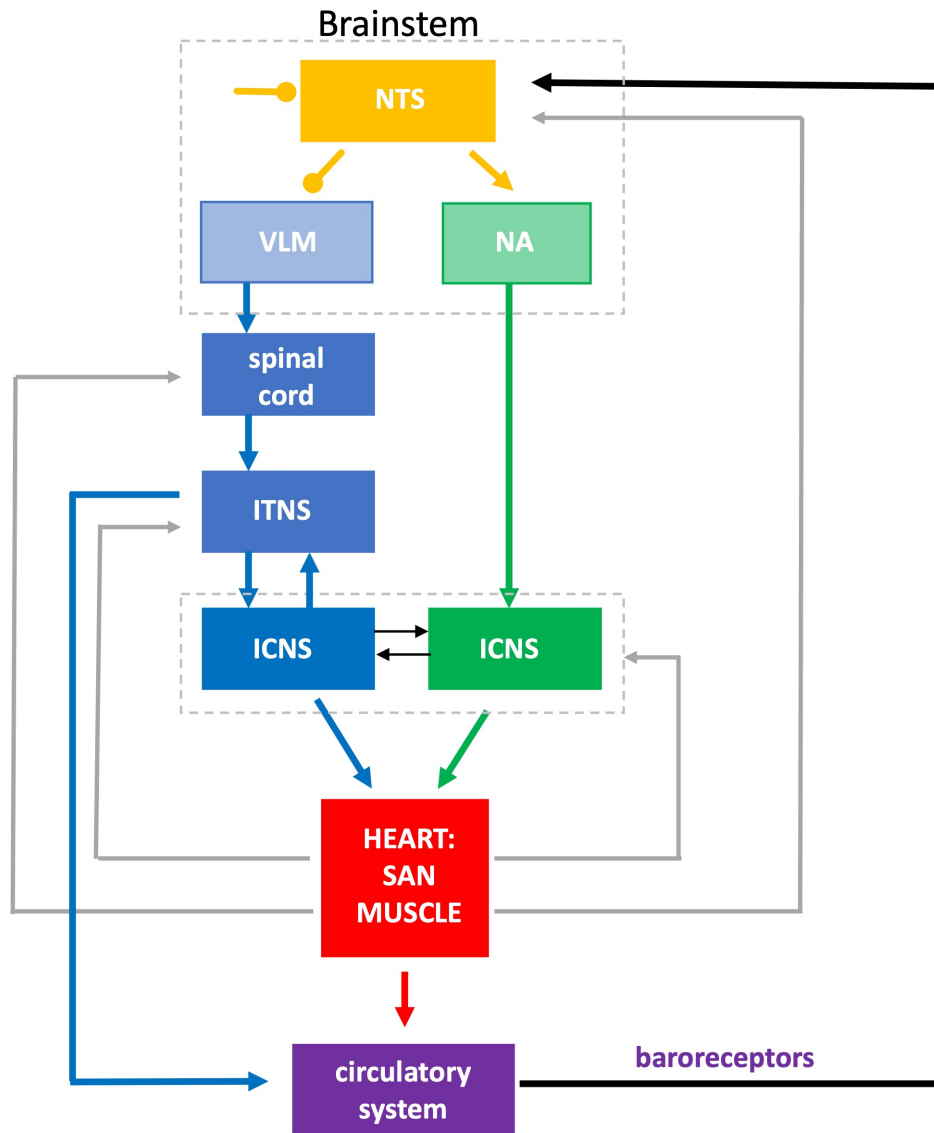 Brainstem
NTS
VLM
NA
spinal
cord
ITNS
ICNS
ICNS
HEART:
SAN
MUSCLE
baroreceptors
circulatory
system